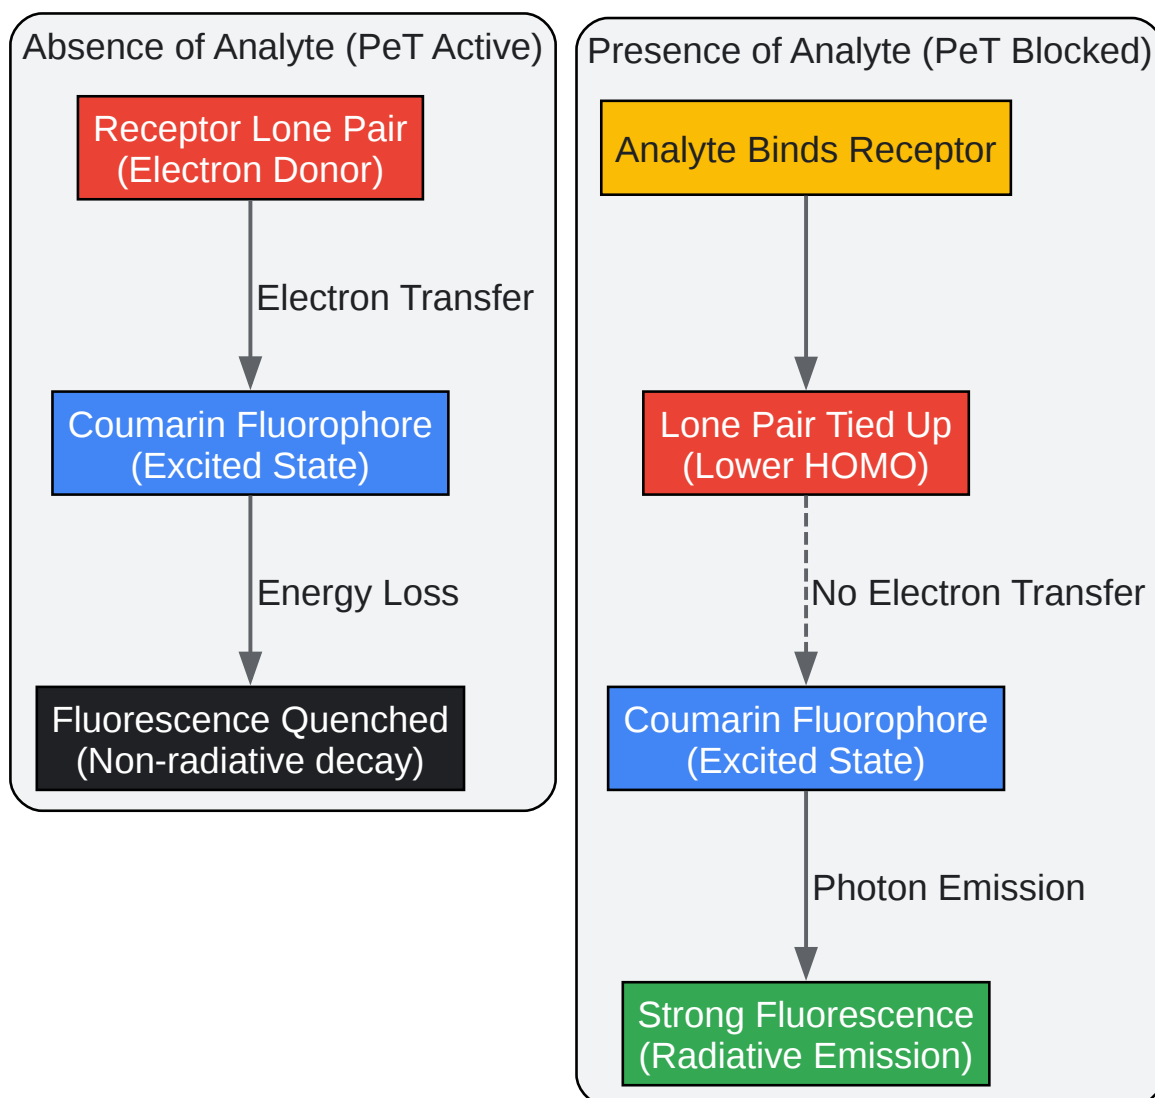 Absence of Analyte (PeT Active)
Receptor Lone Pair
(Electron Donor)
Electron Transfer
Coumarin Fluorophore
(Excited State)
Energy Loss
Fluorescence Quenched
(Non-radiative decay)
Presence of Analyte (PeT Blocked)
Analyte Binds Receptor
Lone Pair Tied Up
(Lower HOMO)
No Electron Transfer
Coumarin Fluorophore
(Excited State)
Photon Emission
Strong Fluorescence
(Radiative Emission)